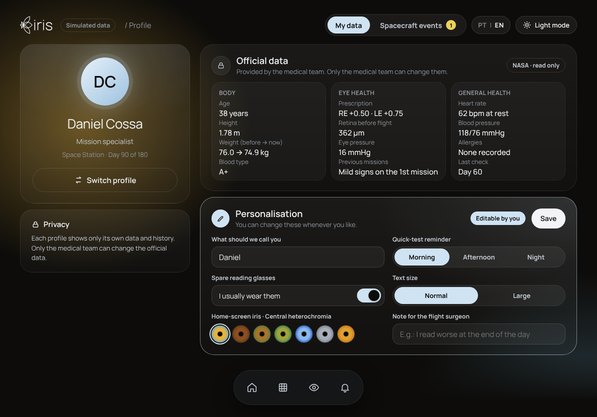 iris
Simulated data
/ Profile
My data
Spacecraft events
1
PT | EN
Light mode
DC
Daniel Cossa
Mission specialist
Space Station · Day 90 of 180
Switch profile
Privacy
Each profile shows only its own data and history.
Only the medical team can change the official
data.
Official data
Provided by the medical team. Only the medical team can change them.
NASA · read only
BODY
Age
38 years
Height
1.78 m
Weight (before → now)
76.0 → 74.9 kg
Blood type
A+
EYE HEALTH
Prescription
RE +0.50 · LE +0.75
Retina before flight
362 µm
Eye pressure
16 mmHg
Previous missions
Mild signs on the 1st mission
GENERAL HEALTH
Heart rate
62 bpm at rest
Blood pressure
118/76 mmHg
Allergies
None recorded
Last check
Day 60
Personalisation
You can change these whenever you like.
Editable by you
Save
What should we call you
Daniel
Quick-test reminder
Morning
Afternoon
Night
Spare reading glasses
I usually wear them
Text size
Normal
Large
Home-screen iris · Central heterochromia
Note for the flight surgeon
E.g.: I read worse at the end of the day